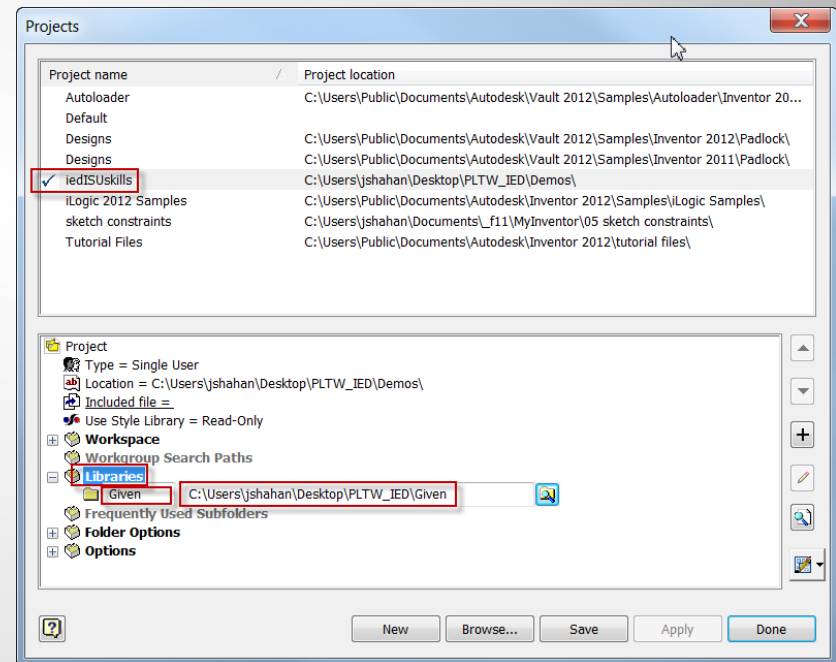 Projects
Project name / Project location
Autoloader C:\Users\Public\Documents\Autodesk\Vault 2012\Samples\Autoloader\Inventor 20...
Default
Designs C:\Users\Public\Documents\Autodesk\Vault 2012\Samples\Inventor 2012\Padlock\
Designs C:\Users\Public\Documents\Autodesk\Vault 2012\Samples\Inventor 2011\Padlock\
iedISUskills C:\Users\jshahan\Desktop\PLTW_IED\Demos\
iLogic 2012 Samples C:\Users\Public\Documents\Autodesk\Inventor 2012\Samples\iLogic Samples\
sketch constraints C:\Users\jshahan\Documents\_f11\MyInventor\05 sketch constraints\
Tutorial Files C:\Users\Public\Documents\Autodesk\Inventor 2012\tutorial files\
Project
Type = Single User
Location = C:\Users\jshahan\Desktop\PLTW_IED\Demos\
Included file =
Use Style Library = Read-Only
Workspace
Workgroup Search Paths
Libraries
Given C:\Users\jshahan\Desktop\PLTW_IED\Given
Frequently Used Subfolders
Folder Options
Options
New Browse... Save Apply Done